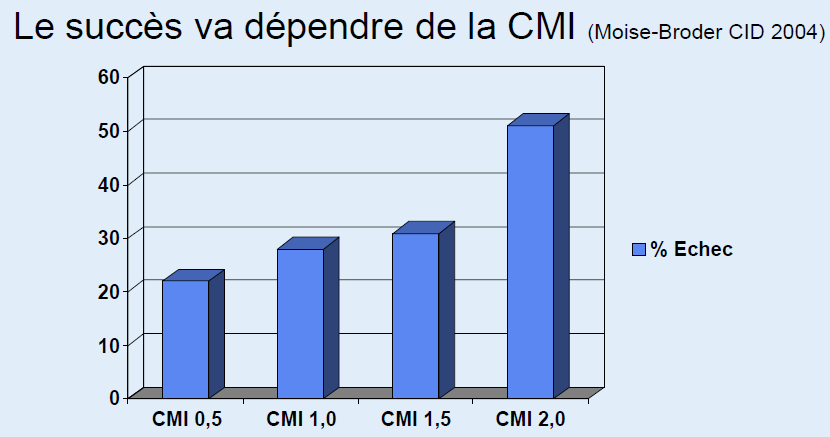 Le succès va dépendre de la CMI (Moise-Broder CID 2004)
60
50
40
30
20
10
0
CMI 0,5 CMI 1,0 CMI 1,5 CMI 2,0
% Echec